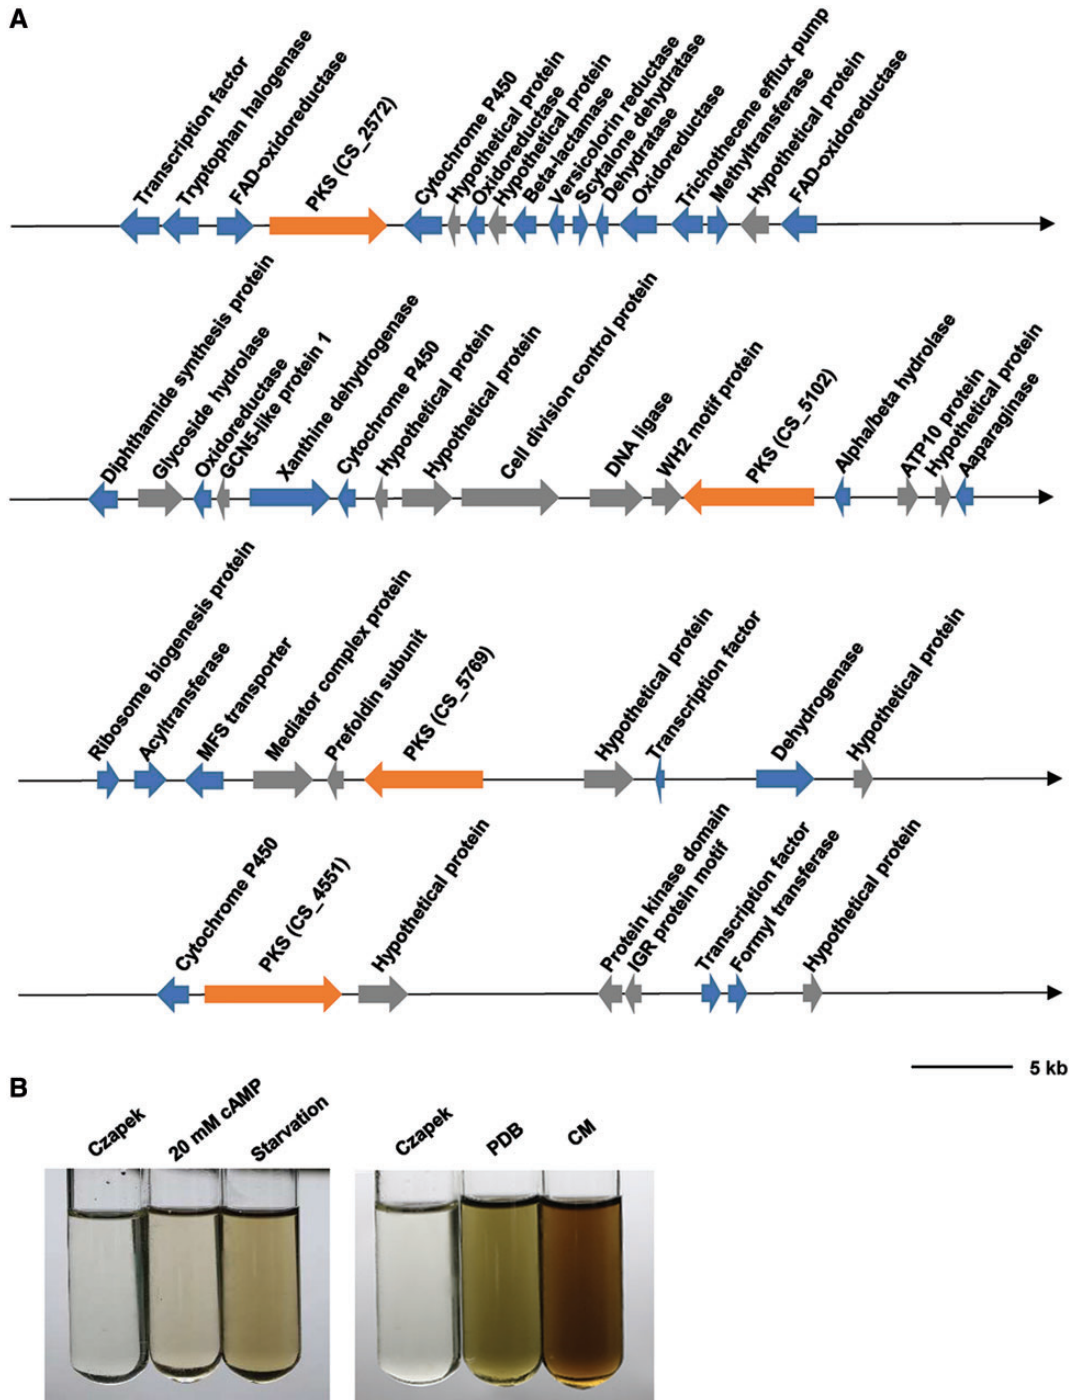 A
Transcription factor
Tryptophan halogenase
FAD-oxidoreductase
PKS (CS_2572)
Cytochrome P450
Hypothetical protein
Oxidoreductase
Hypothetical protein
Beta-lactamase
Versicolorin reductase
Scytalone dehydratase
Dehydratase
Oxidoreductase
Trichothecene efflux pump
Methyltransferase
Hypothetical protein
FAD-oxidoreductase
Diphthamide synthesis protein
Glycoside hydrolase
Oxidoreductase
GCN5-like protein 1
Xanthine dehydrogenase
Cytochrome P450
Hypothetical protein
Hypothetical protein
Cell division control protein
DNA ligase
WH2 motif protein
PKS (CS_5102)
Alpha/beta hydrolase
ATP10 protein
Hypothetical protein
Aaparaginase
Ribosome biogenesis protein
Acyltransferase
MFS transporter
Mediator complex protein
Prefoldin subunit
PKS (CS_5769)
Hypothetical protein
Transcription factor
Dehydrogenase
Hypothetical protein
Cytochrome P450
PKS (CS_4551)
Hypothetical protein
Protein kinase domain
IGR protein motif
Transcription factor
Formyl transferase
Hypothetical protein
5 kb
B
Czapek
20 mM cAMP
Starvation
Czapek
PDB
CM